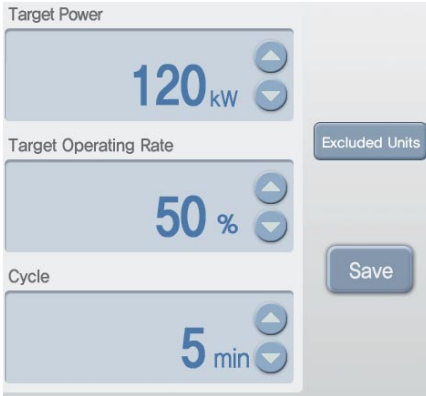 Target Power
120 kW
Target Operating Rate
Excluded Units
50 %
Save
Cycle
5 min